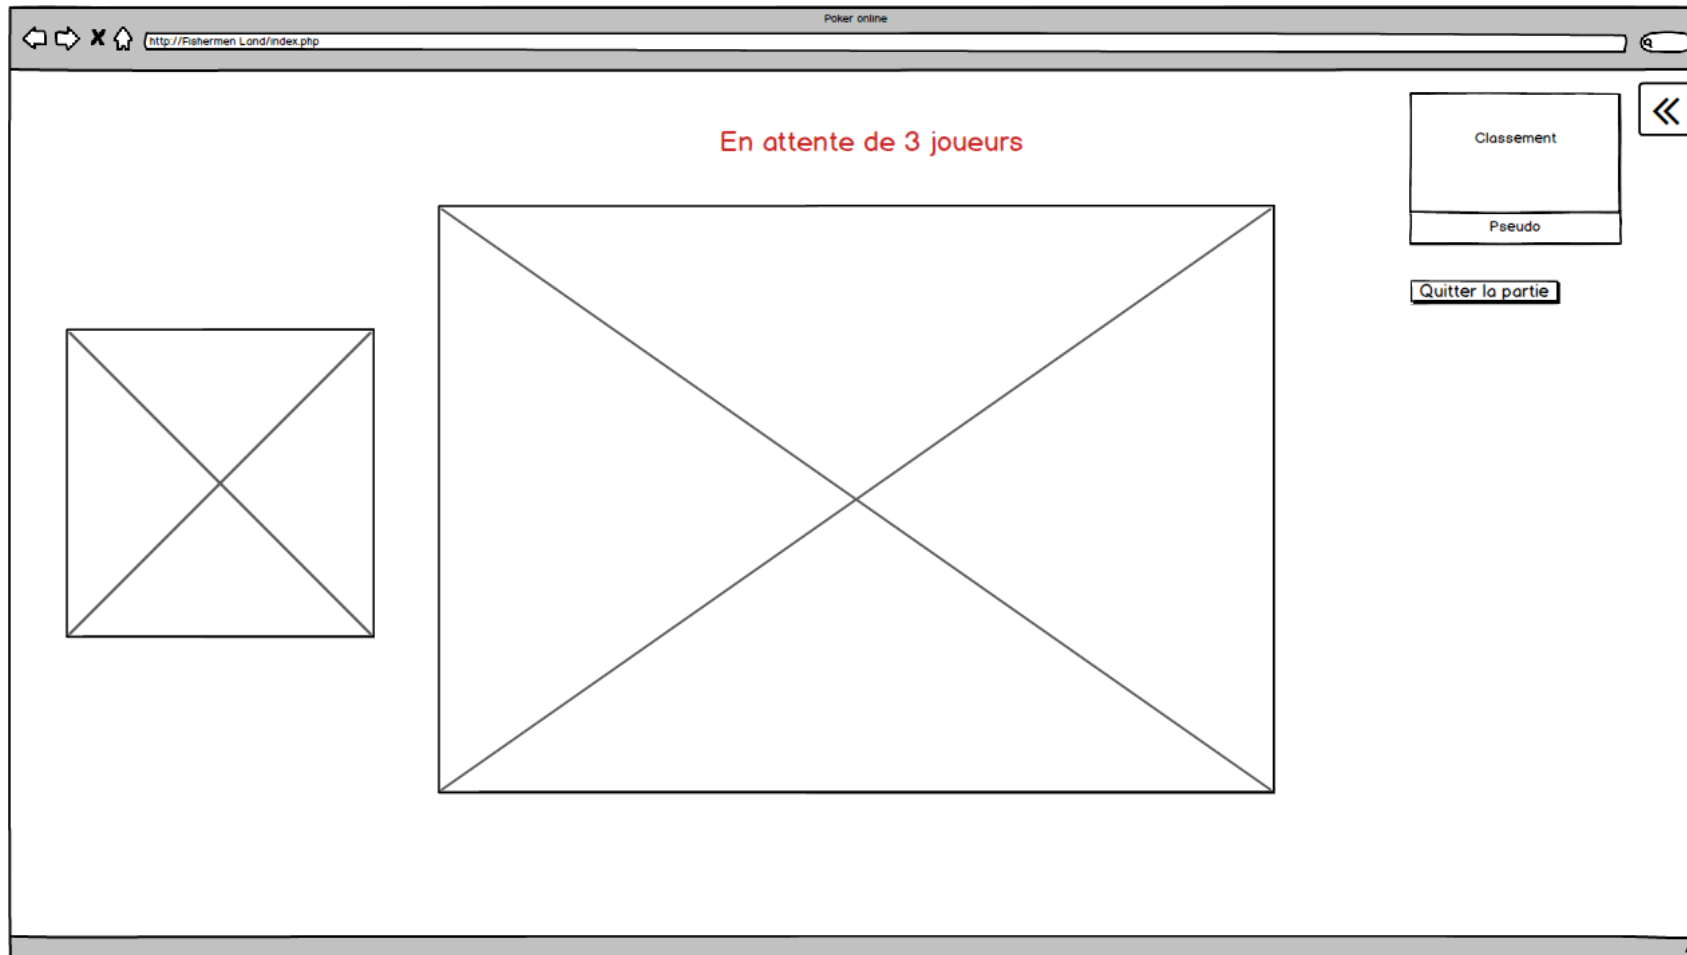 Poker online
http://Fishermen Land/index.php
En attente de 3 joueurs
Classement
Pseudo
Quitter la partie